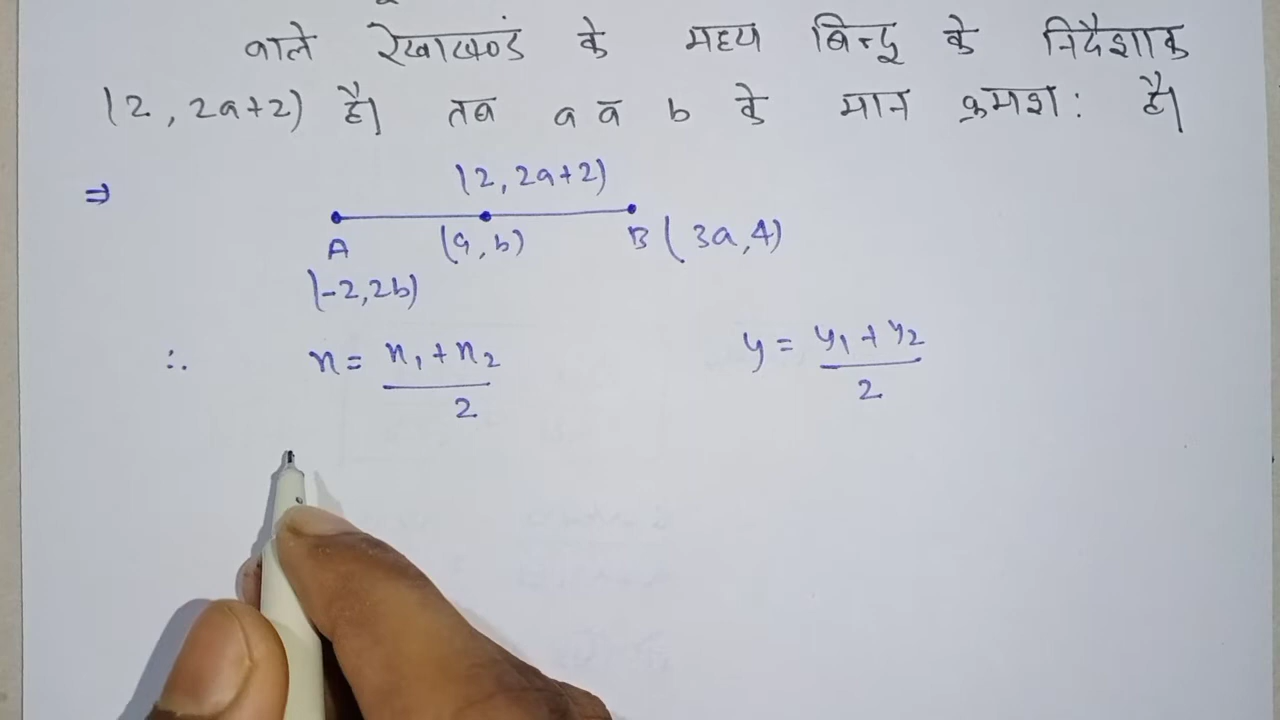 वाले रेखाखण्ड के मध्य बिन्दू के निर्देशांक
(2, 2a+2) है। तब a व b के मान क्रमश: है।
⇒ (2, 2a+2)
A (a, b) B (3a, 4)
(-2, 2b)
∴ x = x₁ + x₂ / 2 y = y₁ + y₂ / 2